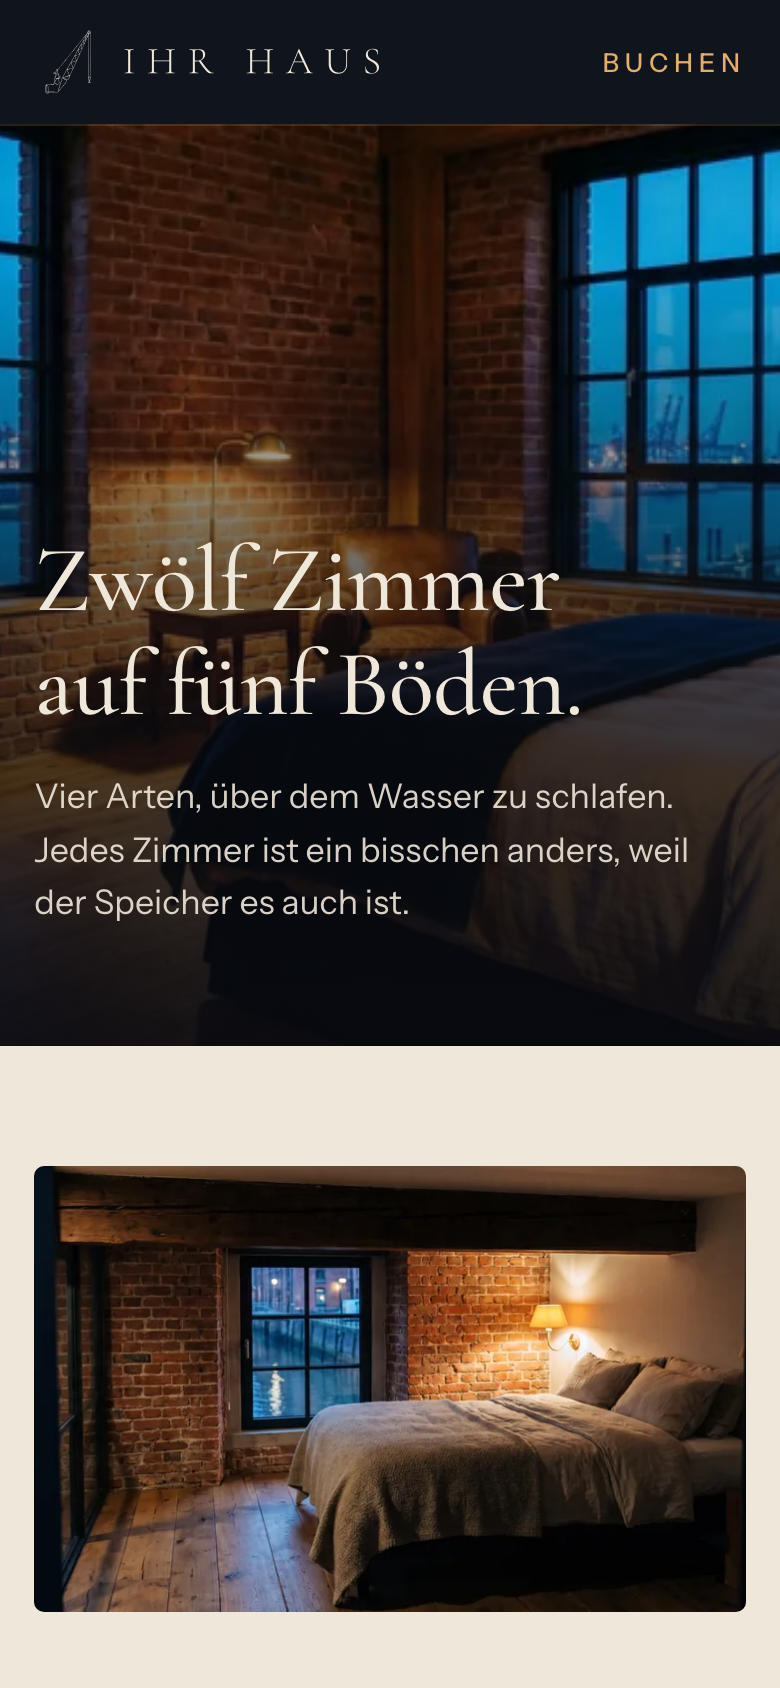 IHR HAUS
BUCHEN
Zwölf Zimmer
auf fünf Böden.
Vier Arten, über dem Wasser zu schlafen.
Jedes Zimmer ist ein bisschen anders, weil
der Speicher es auch ist.